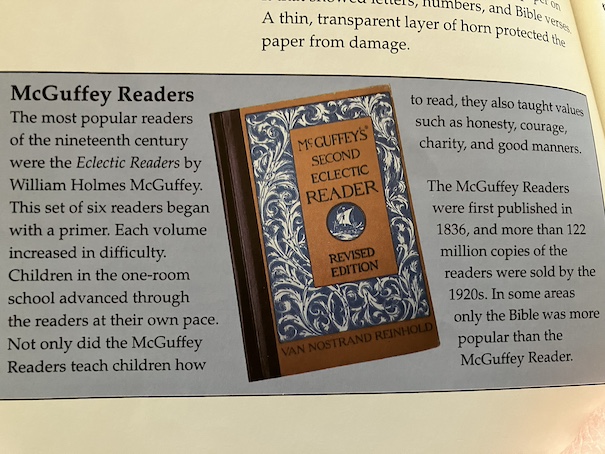 showed letters, numbers, and Bible verses.
A thin, transparent layer of horn protected the
paper from damage.
McGuffey Readers
The most popular readers
of the nineteenth century
were the Eclectic Readers by
William Holmes McGuffey.
This set of six readers began
with a primer. Each volume
increased in difficulty.
Children in the one-room
school advanced through
the readers at their own pace.
Not only did the McGuffey
Readers teach children how
McGUFFEY'S
SECOND
ECLECTIC
READER
REVISED
EDITION
VAN NOSTRAND REINHOLD
to read, they also taught values
such as honesty, courage,
charity, and good manners.
The McGuffey Readers
were first published in
1836, and more than 122
million copies of the
readers were sold by the
1920s. In some areas
only the Bible was more
popular than the
McGuffey Reader.